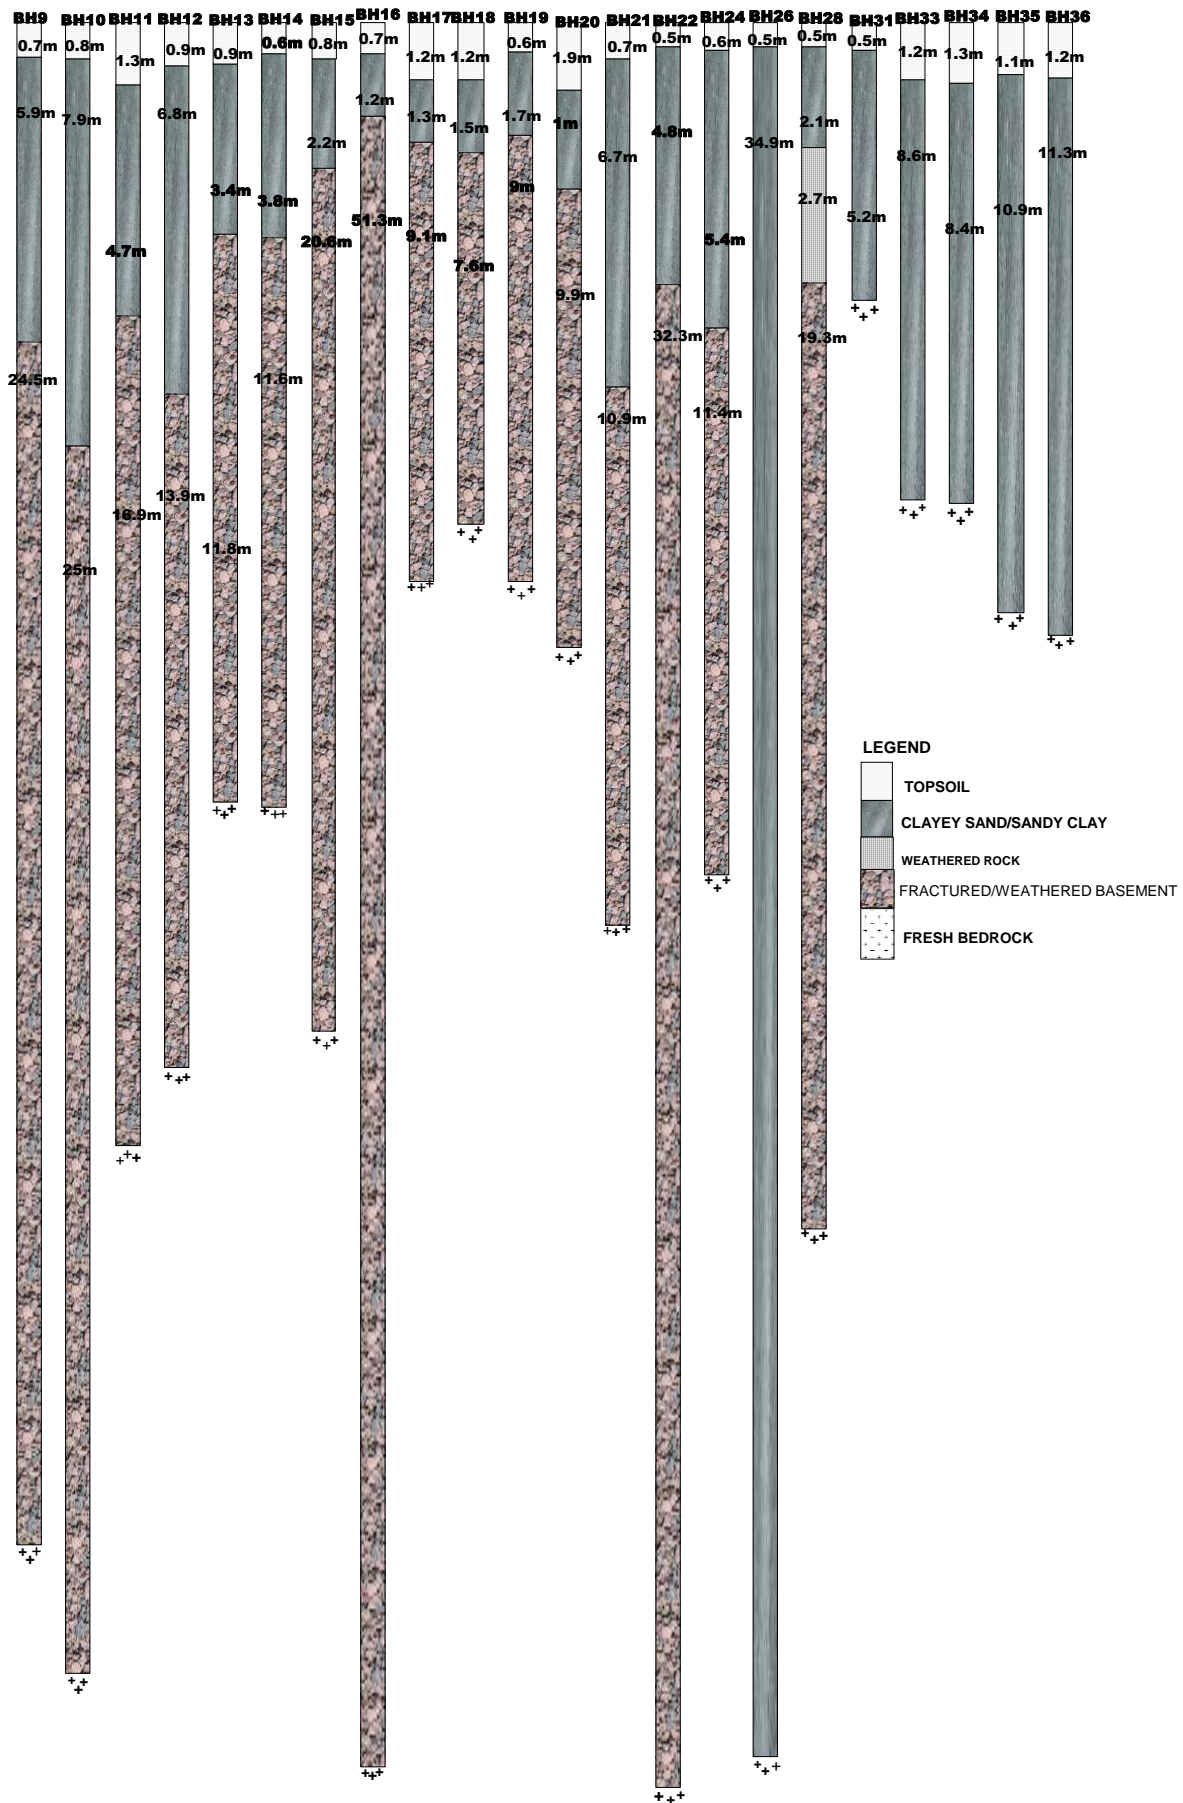 BH9 BH10 BH11 BH12 BH13 BH14 BH15 BH16 BH17 BH18 BH19 BH20 BH21 BH22 BH24 BH26 BH28 BH31 BH33 BH34 BH35 BH36
0.7m 0.8m 1.3m 0.9m 0.9m 0.6m 0.8m 0.7m 1.2m 1.2m 0.6m 1.9m 0.7m 0.5m 0.6m 0.5m 0.5m 0.5m 1.2m 1.3m 1.1m 1.2m
5.9m 7.9m 4.7m 6.8m 3.4m 3.8m 2.2m 1.2m 1.3m 1.5m 1.7m 1m 6.7m 4.8m 5.4m 34.9m 2.1m 5.2m 8.6m 8.4m 10.9m 11.3m
2.7m
24.5m 25m 16.9m 13.9m 11.8m 11.6m 20.6m 51.3m 9.1m 7.6m 9m 9.9m 10.9m 32.3m 11.4m 19.3m
LEGEND
TOPSOIL
CLAYEY SAND/SANDY CLAY
WEATHERED ROCK
FRACTURED/WEATHERED BASEMENT
FRESH BEDROCK